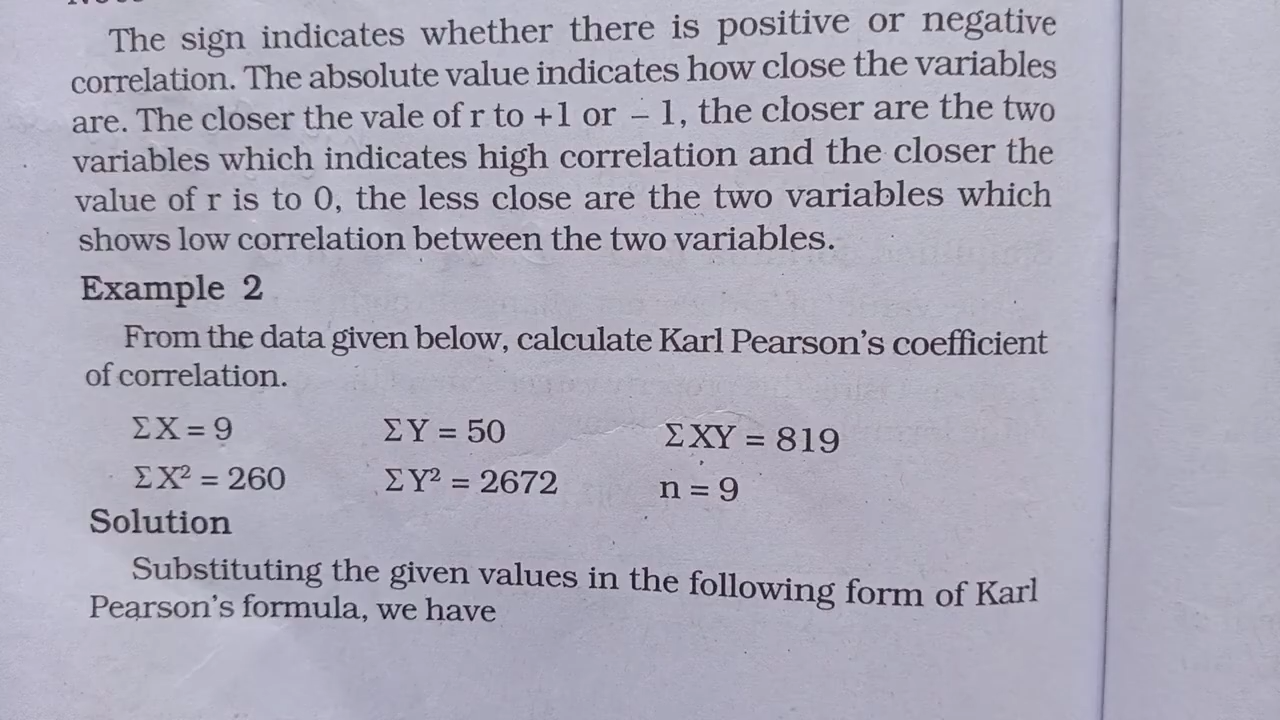 The sign indicates whether there is positive or negative
correlation. The absolute value indicates how close the variables
are. The closer the vale of r to +1 or – 1, the closer are the two
variables which indicates high correlation and the closer the
value of r is to 0, the less close are the two variables which
shows low correlation between the two variables.
Example 2
From the data given below, calculate Karl Pearson's coefficient
of correlation.
ΣX = 9 ΣY = 50 ΣXY = 819
ΣX² = 260 ΣY² = 2672 n = 9
Solution
Substituting the given values in the following form of Karl
Pearson's formula, we have